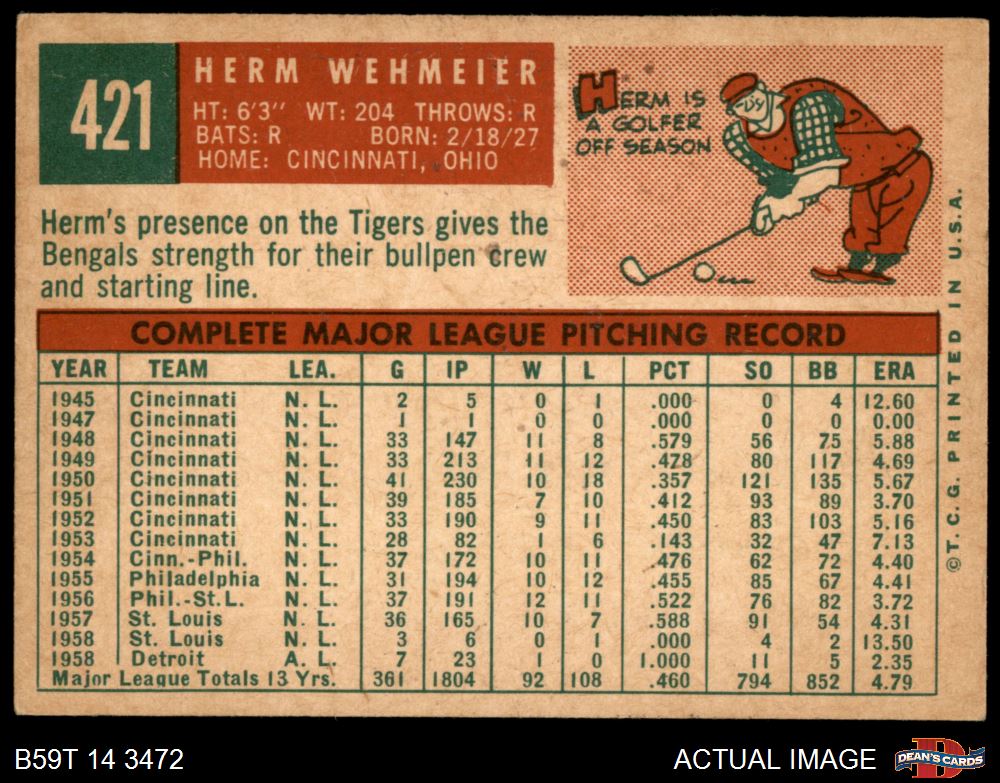 421
HERM WEHMEIER
HT: 6'3" WT: 204 THROWS: R
BATS: R BORN: 2/18/27
HOME: CINCINNATI, OHIO
HERM IS
A GOLFER
OFF SEASON
Herm's presence on the Tigers gives the
Bengals strength for their bullpen crew
and starting line.
COMPLETE MAJOR LEAGUE PITCHING RECORD
YEAR TEAM LEA. G IP W L PCT SO BB ERA
1945 Cincinnati N. L. 2 5 0 1 .000 0 4 12.60
1947 Cincinnati N. L. 1 1 0 0 .000 0 0 0.00
1948 Cincinnati N. L. 33 147 11 8 .579 56 75 5.88
1949 Cincinnati N. L. 33 213 11 12 .478 80 117 4.69
1950 Cincinnati N. L. 41 230 10 18 .357 121 135 5.67
1951 Cincinnati N. L. 39 185 7 10 .412 93 89 3.70
1952 Cincinnati N. L. 33 190 9 11 .450 83 103 5.16
1953 Cincinnati N. L. 28 82 1 6 .143 32 47 7.13
1954 Cinn.-Phil. N. L. 37 172 10 11 .476 62 72 4.40
1955 Philadelphia N. L. 31 194 10 12 .455 85 67 4.41
1956 Phil.-St.L. N. L. 37 191 12 11 .522 76 82 3.72
1957 St. Louis N. L. 36 165 10 7 .588 91 54 4.31
1958 St. Louis N. L. 3 6 0 1 .000 4 2 13.50
1958 Detroit A. L. 7 23 1 0 1.000 11 5 2.35
Major League Totals 13 Yrs. 361 1804 92 108 .460 794 852 4.79
©T. C. G. PRINTED IN U.S.A.
B59T 14 3472
ACTUAL IMAGE
D
DEAN'S CARDS